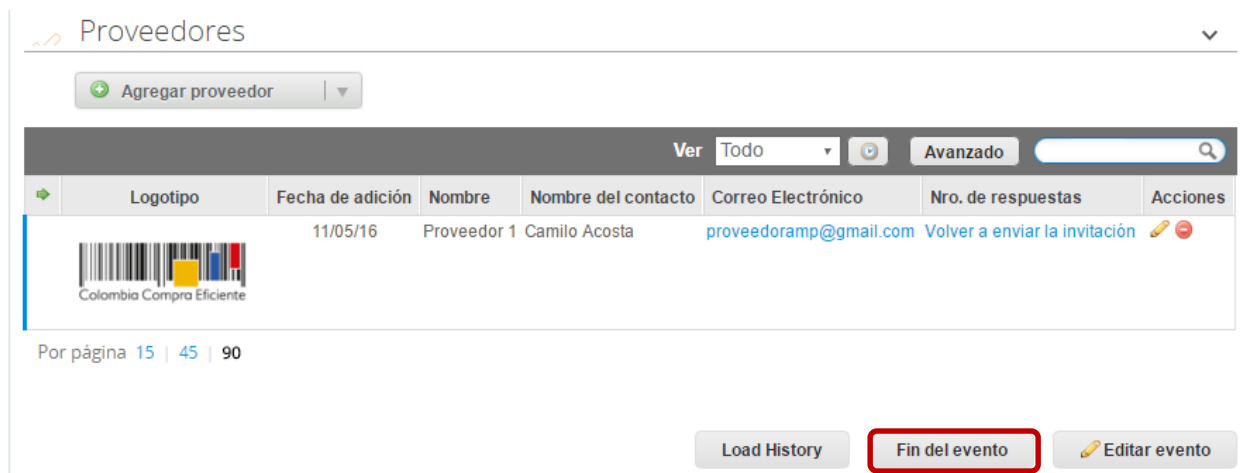 Proveedores
Agregar proveedor
Ver Todo Avanzado
Logotipo Fecha de adición Nombre Nombre del contacto Correo Electrónico Nro. de respuestas Acciones
11/05/16 Proveedor 1 Camilo Acosta proveedoramp@gmail.com Volver a enviar la invitación
Colombia Compra Eficiente
Por página 15 | 45 | 90
Load History Fin del evento Editar evento